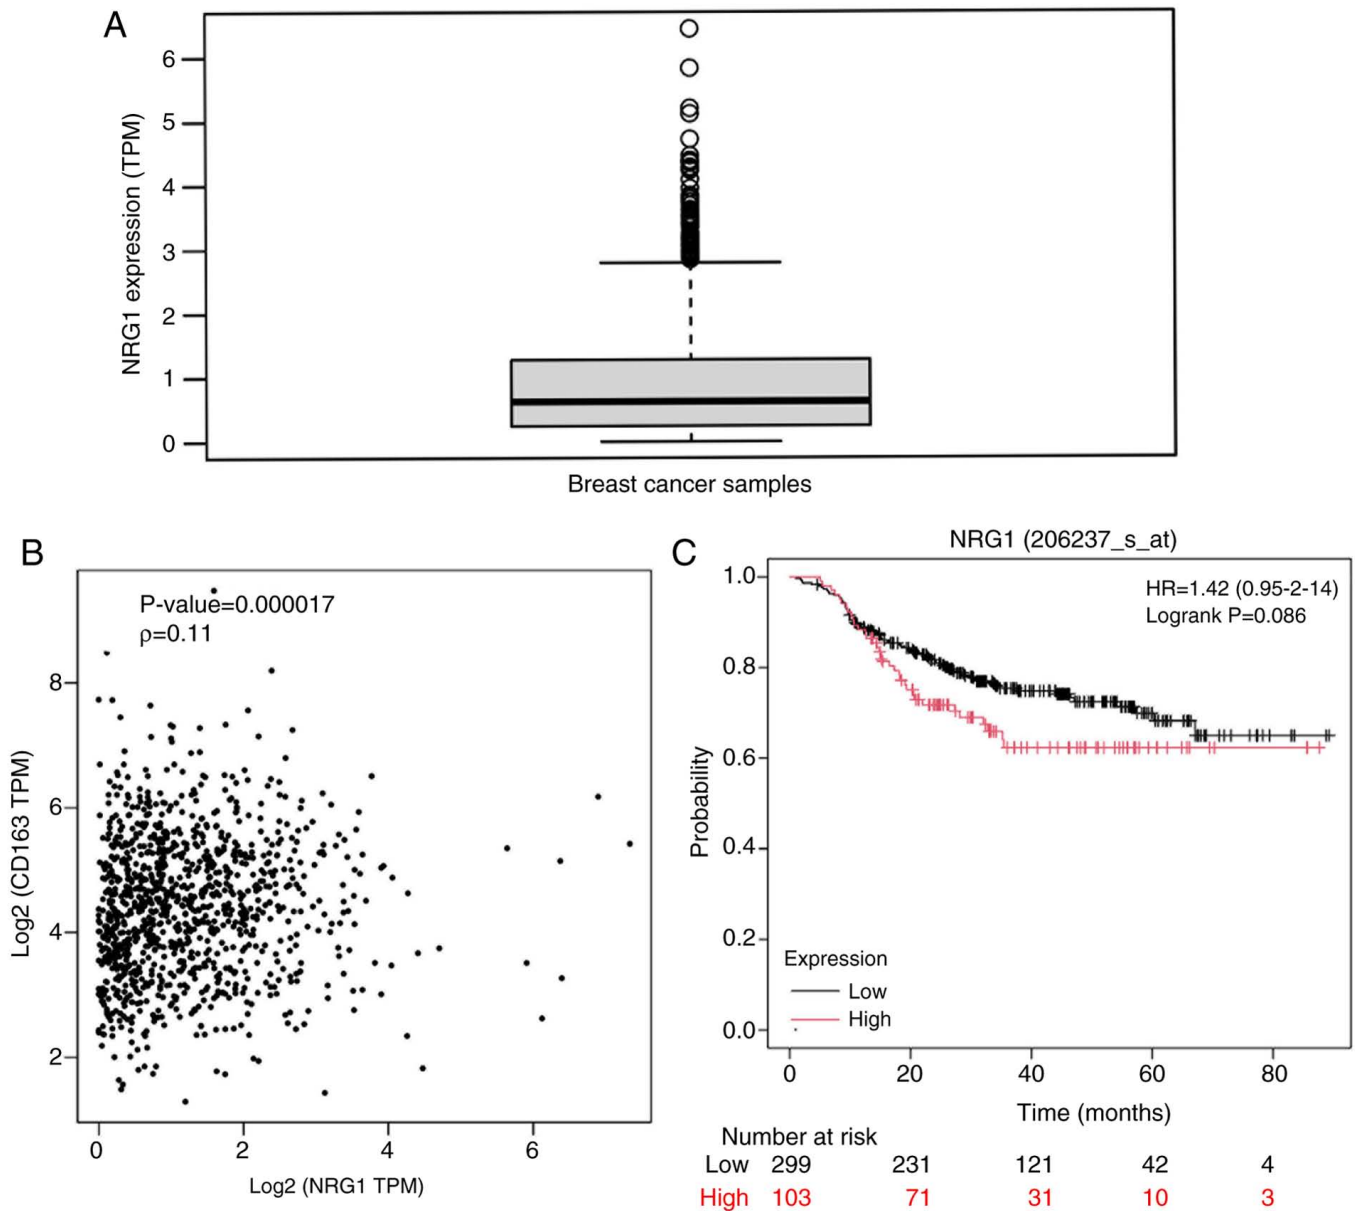 A
NRG1 expression (TPM)
6
5
4
3
2
1
0
Breast cancer samples
B
P-value=0.000017
ρ=0.11
Log2 (CD163 TPM)
8
6
4
2
0 2 4 6
Log2 (NRG1 TPM)
C
NRG1 (206237_s_at)
HR=1.42 (0.95-2-14)
Logrank P=0.086
Probability
1.0
0.8
0.6
0.4
0.2
0.0
Expression
Low
High
0 20 40 60 80
Time (months)
Number at risk
Low 299 231 121 42 4
High 103 71 31 10 3